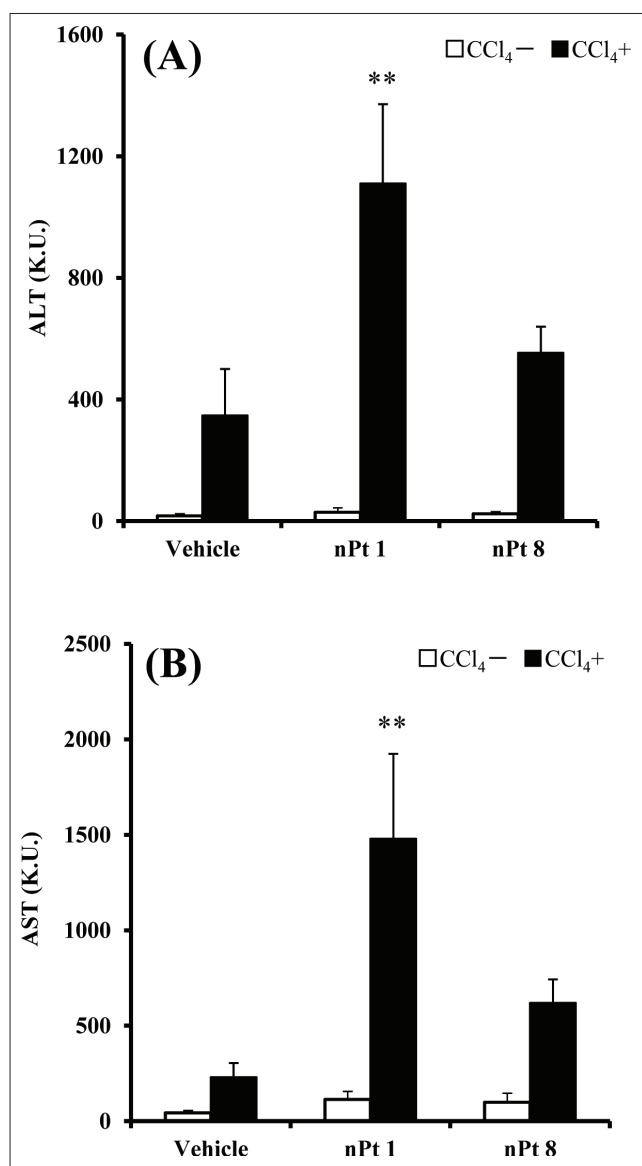 1600
(A)
CCl₄− CCl₄+
**
1200
800
400
0
ALT (K.U.)
Vehicle nPt 1 nPt 8
2500
(B)
CCl₄− CCl₄+
**
2000
1500
1000
500
0
AST (K.U.)
Vehicle nPt 1 nPt 8